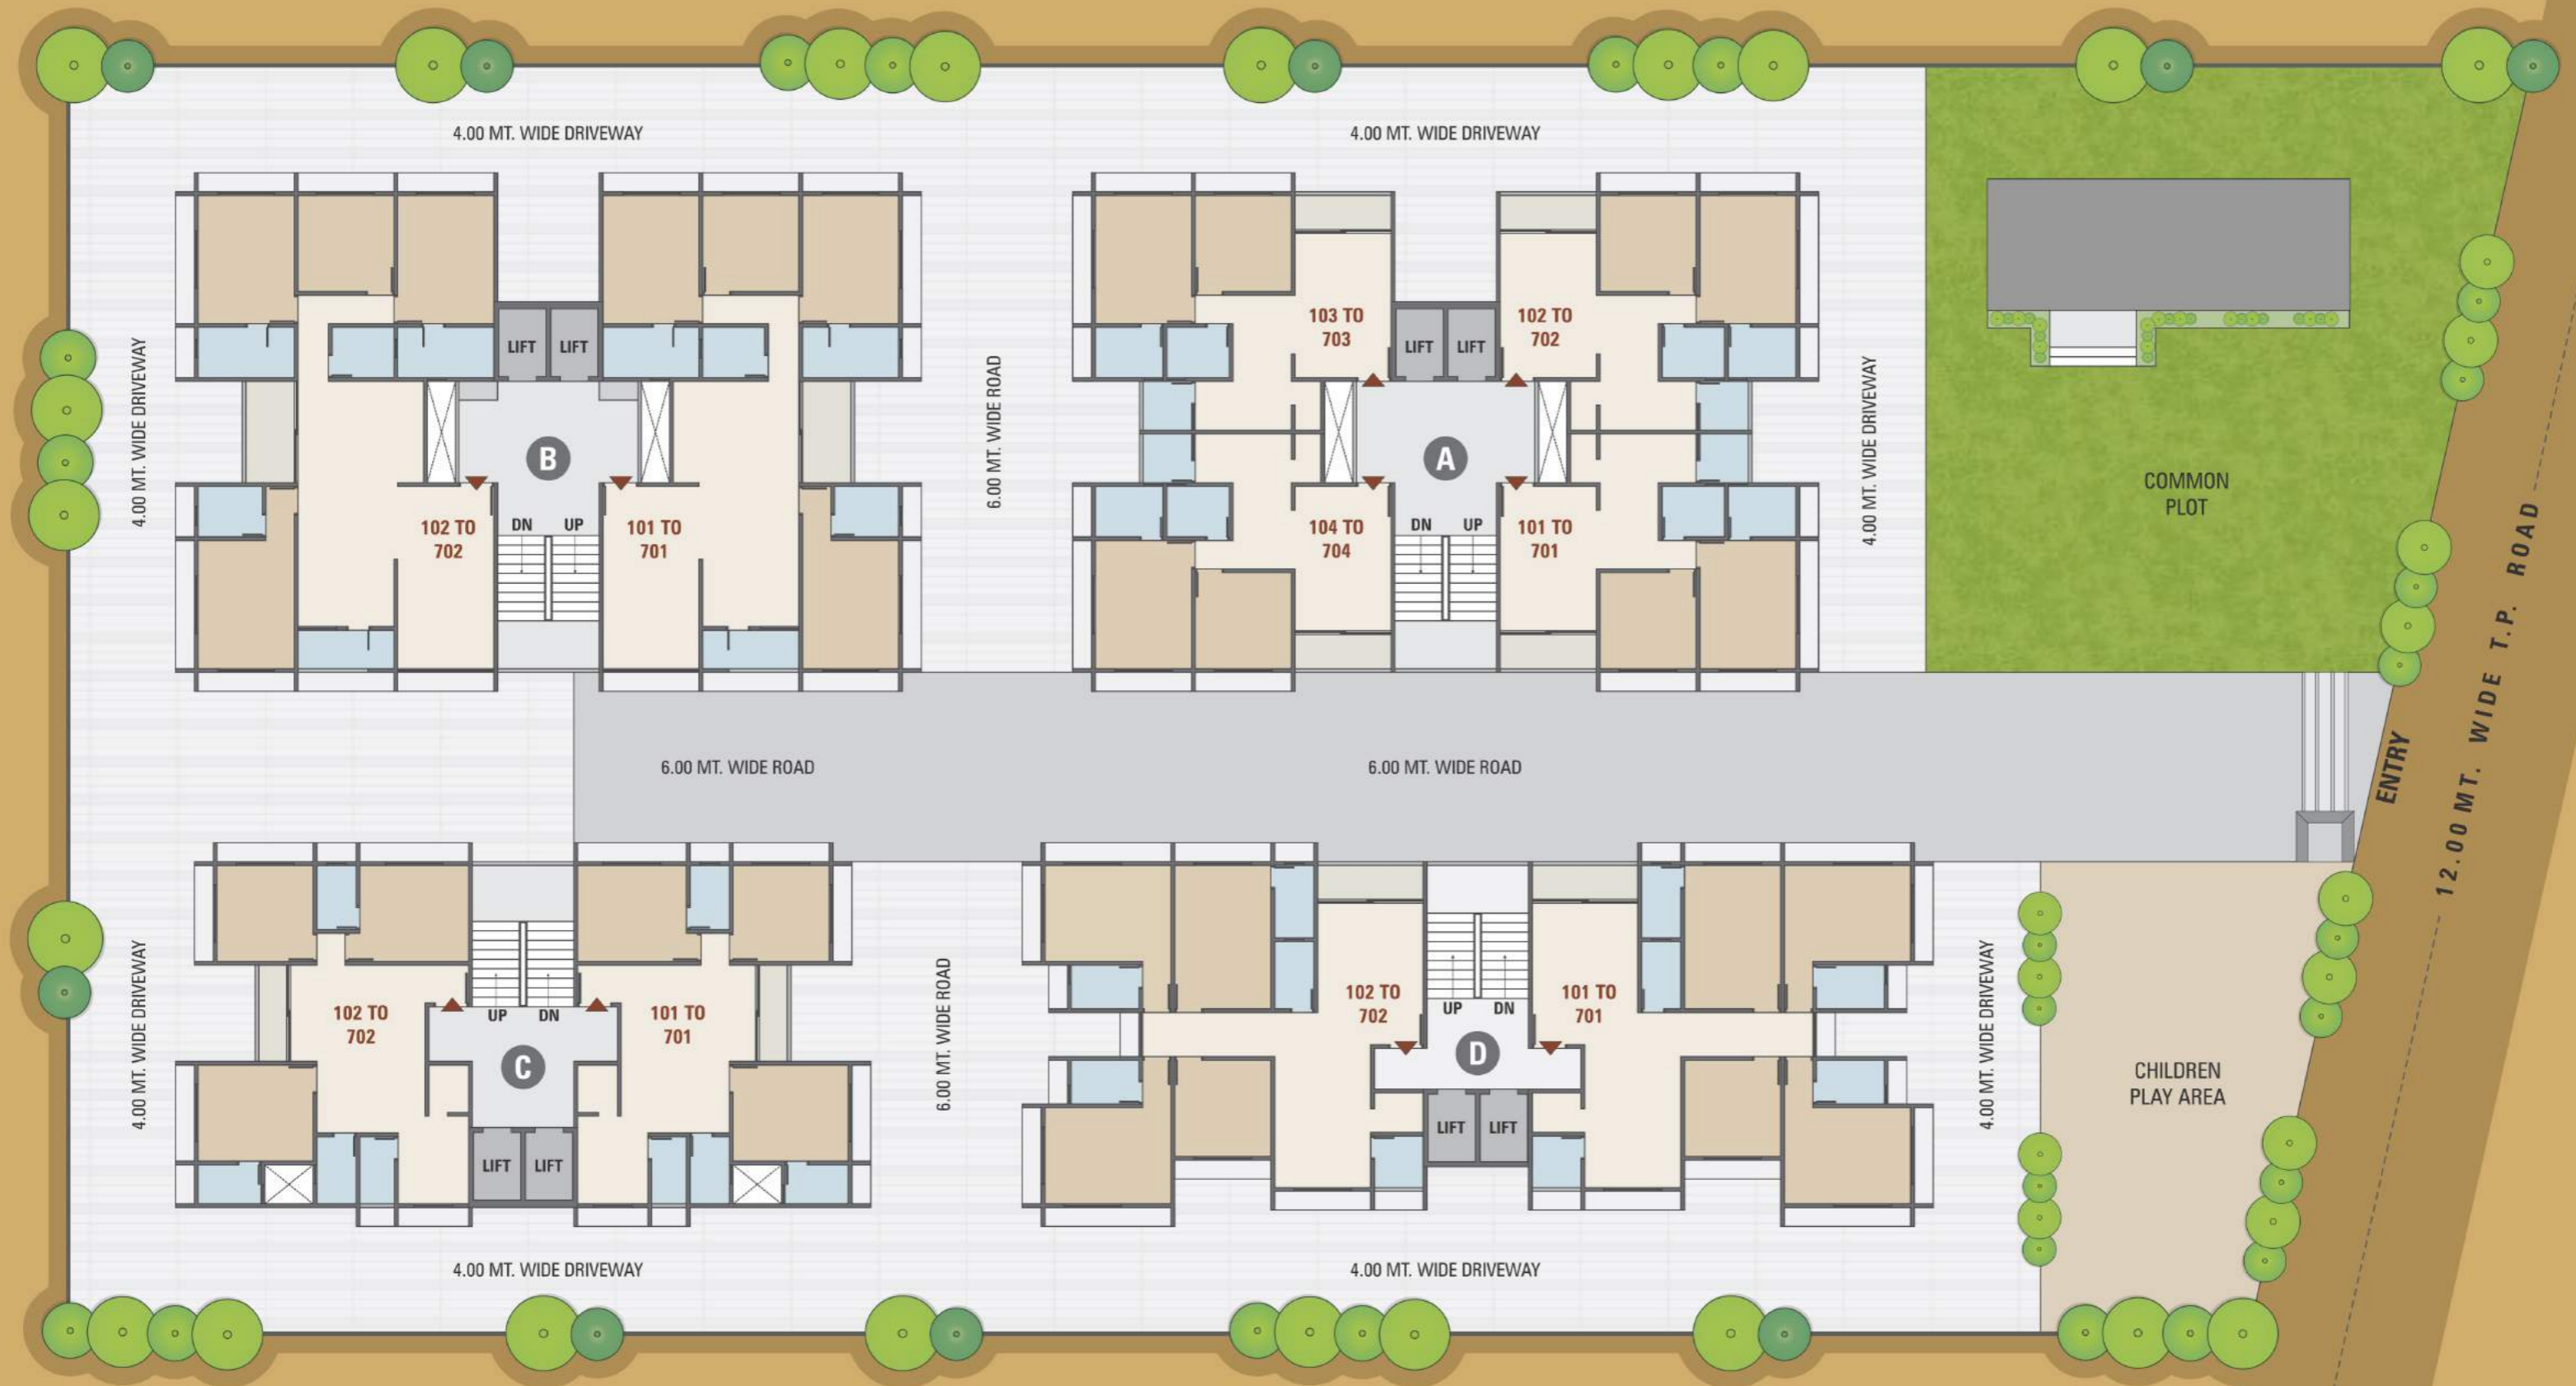 4.00 MT. WIDE DRIVEWAY
4.00 MT. WIDE DRIVEWAY
4.00 MT. WIDE DRIVEWAY
LIFT
LIFT
B
102 TO
702
DN
UP
101 TO
701
6.00 MT. WIDE ROAD
103 TO
703
LIFT
LIFT
102 TO
702
A
104 TO
704
DN
UP
101 TO
701
4.00 MT. WIDE DRIVEWAY
COMMON
PLOT
6.00 MT. WIDE ROAD
6.00 MT. WIDE ROAD
ENTRY
12.00 MT. WIDE T.P. ROAD
4.00 MT. WIDE DRIVEWAY
102 TO
702
UP
DN
101 TO
701
C
LIFT
LIFT
6.00 MT. WIDE ROAD
102 TO
702
UP
DN
101 TO
701
D
LIFT
LIFT
4.00 MT. WIDE DRIVEWAY
CHILDREN
PLAY AREA
4.00 MT. WIDE DRIVEWAY
4.00 MT. WIDE DRIVEWAY